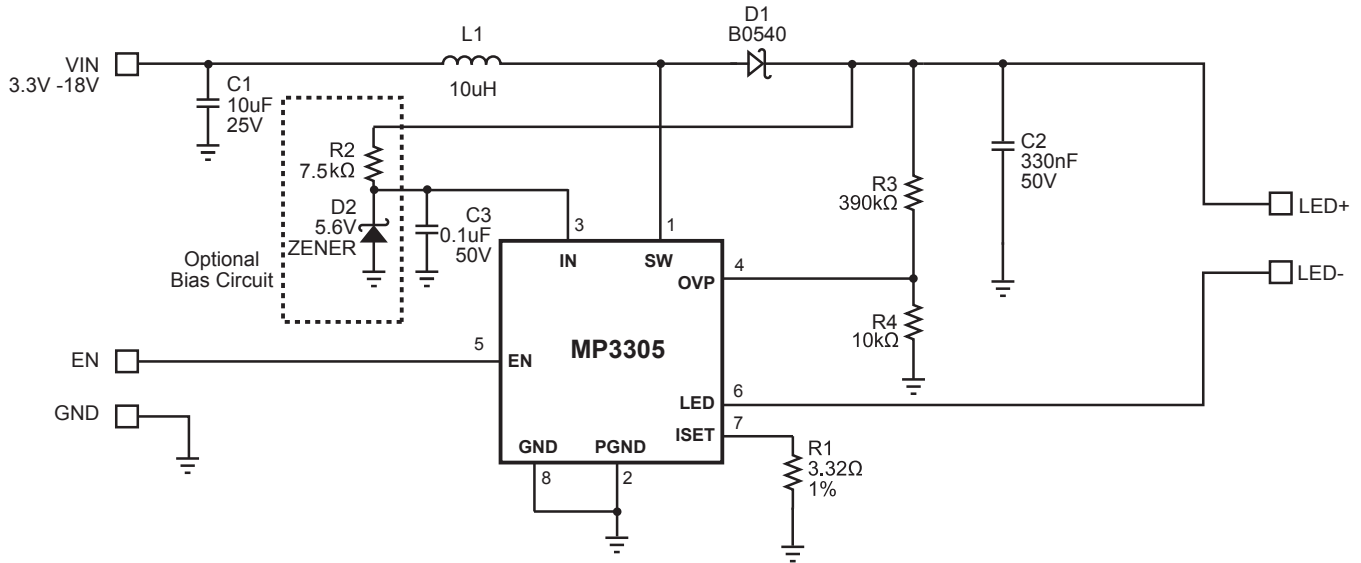 VIN
3.3V -18V
C1
10uF
25V
L1
10uH
D1
B0540
R2
7.5kΩ
D2
5.6V
ZENER
Optional
Bias Circuit
C3
0.1uF
50V
3
1
IN
SW
OVP
4
R3
390kΩ
C2
330nF
50V
LED+
LED-
R4
10kΩ
EN
5
EN
MP3305
LED
6
ISET
7
GND
GND
PGND
8
2
R1
3.32Ω
1%